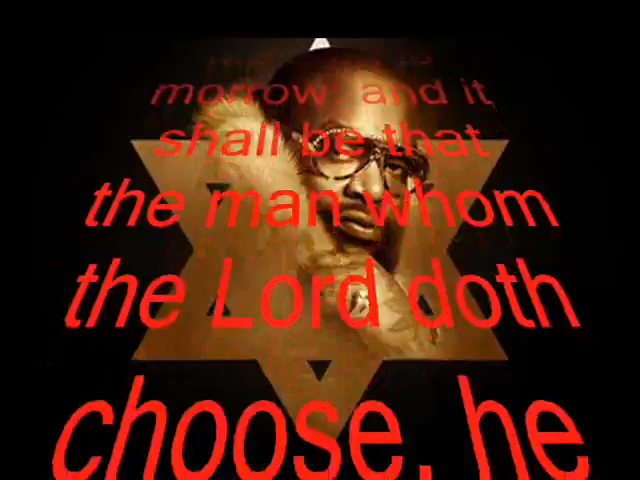 morrow: and it
shall be that
the man whom
the Lord doth
choose, he